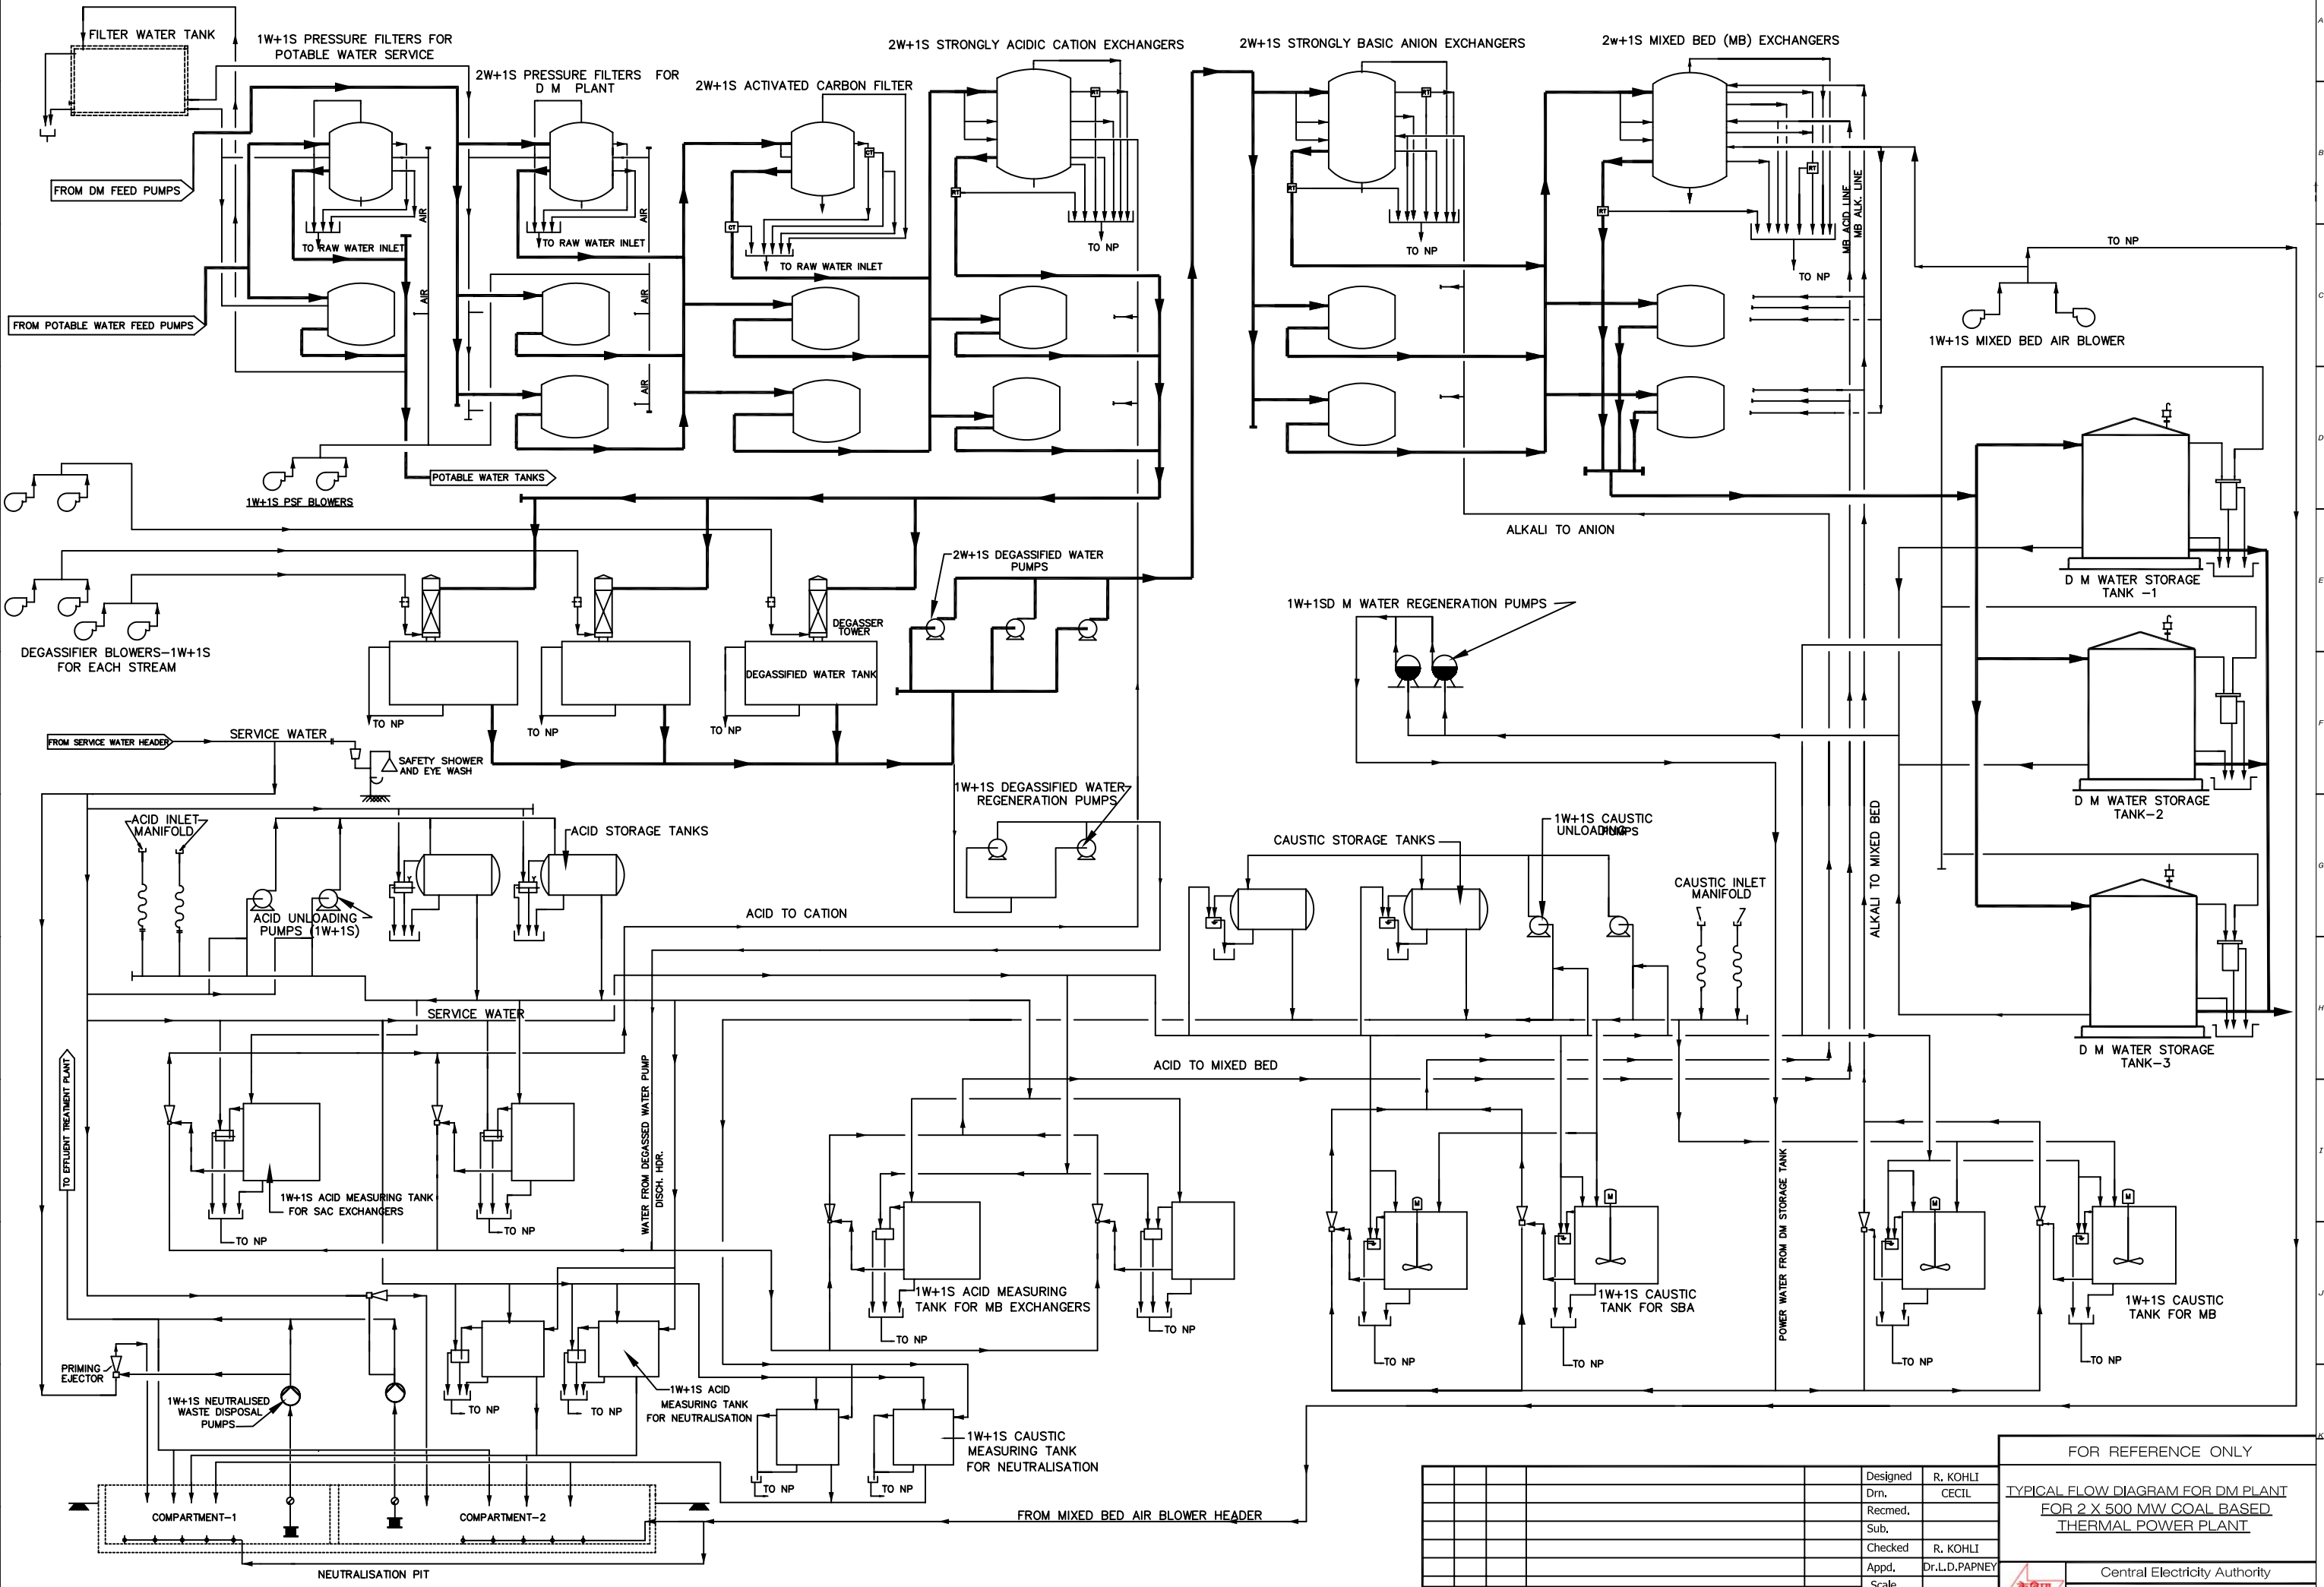 FILTER WATER TANK
1W+1S PRESSURE FILTERS FOR
POTABLE WATER SERVICE
2W+1S PRESSURE FILTERS FOR
D M PLANT
2W+1S ACTIVATED CARBON FILTER
2W+1S STRONGLY ACIDIC CATION EXCHANGERS
2W+1S STRONGLY BASIC ANION EXCHANGERS
2w+1S MIXED BED (MB) EXCHANGERS
A
B
C
D
E
F
G
H
I
J
K
RT
RT
RT
RT
RT
RT
CT
CT
FROM DM FEED PUMPS
FROM POTABLE WATER FEED PUMPS
AIR
AIR
AIR
AIR
AIR
TO RAW WATER INLET
TO RAW WATER INLET
TO RAW WATER INLET
TO NP
TO NP
TO NP
MB ACID LINE
MB ALK. LINE
TO NP
1W+1S MIXED BED AIR BLOWER
1W+1S PSF BLOWERS
POTABLE WATER TANKS
ALKALI TO ANION
2W+1S DEGASSIFIED WATER
PUMPS
DEGASSER
TOWER
DEGASSIFIED WATER TANK
DEGASSIFIER BLOWERS-1W+1S
FOR EACH STREAM
TO NP
TO NP
TO NP
1W+1SD M WATER REGENERATION PUMPS
D M WATER STORAGE
TANK -1
D M WATER STORAGE
TANK-2
D M WATER STORAGE
TANK-3
FROM SERVICE WATER HEADER
SERVICE WATER
SAFETY SHOWER
AND EYE WASH
1W+1S DEGASSIFIED WATER
REGENERATION PUMPS
ACID INLET
MANIFOLD
ACID STORAGE TANKS
ACID UNLOADING
PUMPS (1W+1S)
ACID TO CATION
CAUSTIC STORAGE TANKS
1W+1S CAUSTIC
UNLOADING PUMPS
CAUSTIC INLET
MANIFOLD
ALKALI TO MIXED BED
SERVICE WATER
ACID TO MIXED BED
TO EFFLUENT TREATMENT PLANT
WATER FROM DEGASSED WATER PUMP
DISCH. HDR.
POWER WATER FROM DM STORAGE TANK
1W+1S ACID MEASURING TANK
FOR SAC EXCHANGERS
TO NP
TO NP
M
M
M
M
1W+1S ACID MEASURING
TANK FOR MB EXCHANGERS
TO NP
TO NP
1W+1S CAUSTIC
TANK FOR SBA
TO NP
TO NP
1W+1S CAUSTIC
TANK FOR MB
TO NP
TO NP
PRIMING
EJECTOR
1W+1S NEUTRALISED
WASTE DISPOSAL
PUMPS
TO NP
TO NP
1W+1S ACID
MEASURING TANK
FOR NEUTRALISATION
1W+1S CAUSTIC
MEASURING TANK
FOR NEUTRALISATION
TO NP
TO NP
COMPARTMENT-1
COMPARTMENT-2
FROM MIXED BED AIR BLOWER HEADER
NEUTRALISATION PIT
Designed R. KOHLI
Drn. CECIL
Recmd.
Sub.
Checked R. KOHLI
Appd. Dr.L.D.PAPNEY
Scale
FOR REFERENCE ONLY
TYPICAL FLOW DIAGRAM FOR DM PLANT
FOR 2 X 500 MW COAL BASED
THERMAL POWER PLANT
Central Electricity Authority